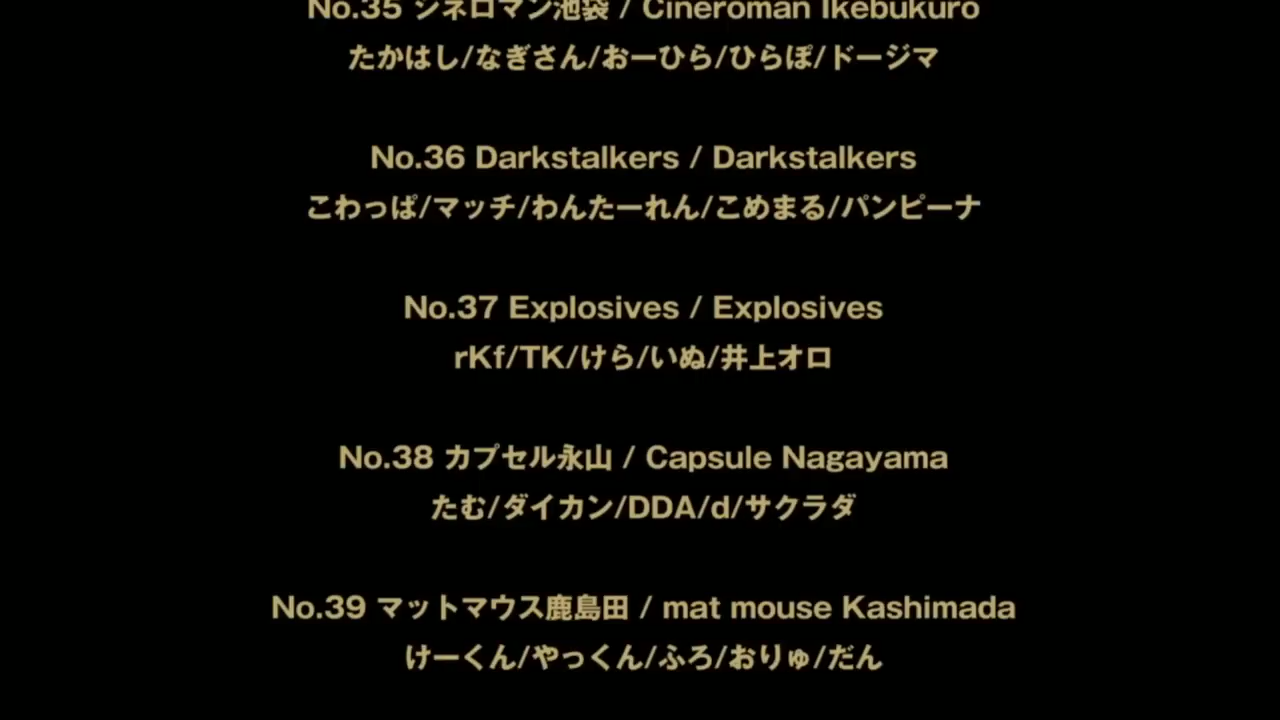 No.35 シネロマン池袋 / Cineroman Ikebukuro
たかはし/なぎさん/おーひら/ひらぽ/ドージマ
No.36 Darkstalkers / Darkstalkers
こわっぱ/マッチ/わんたーれん/こめまる/パンピーナ
No.37 Explosives / Explosives
rKf/TK/けら/いぬ/井上オロ
No.38 カプセル永山 / Capsule Nagayama
たむ/ダイカン/DDA/d/サクラダ
No.39 マットマウス鹿島田 / mat mouse Kashimada
けーくん/やっくん/ふろ/おりゅ/だん